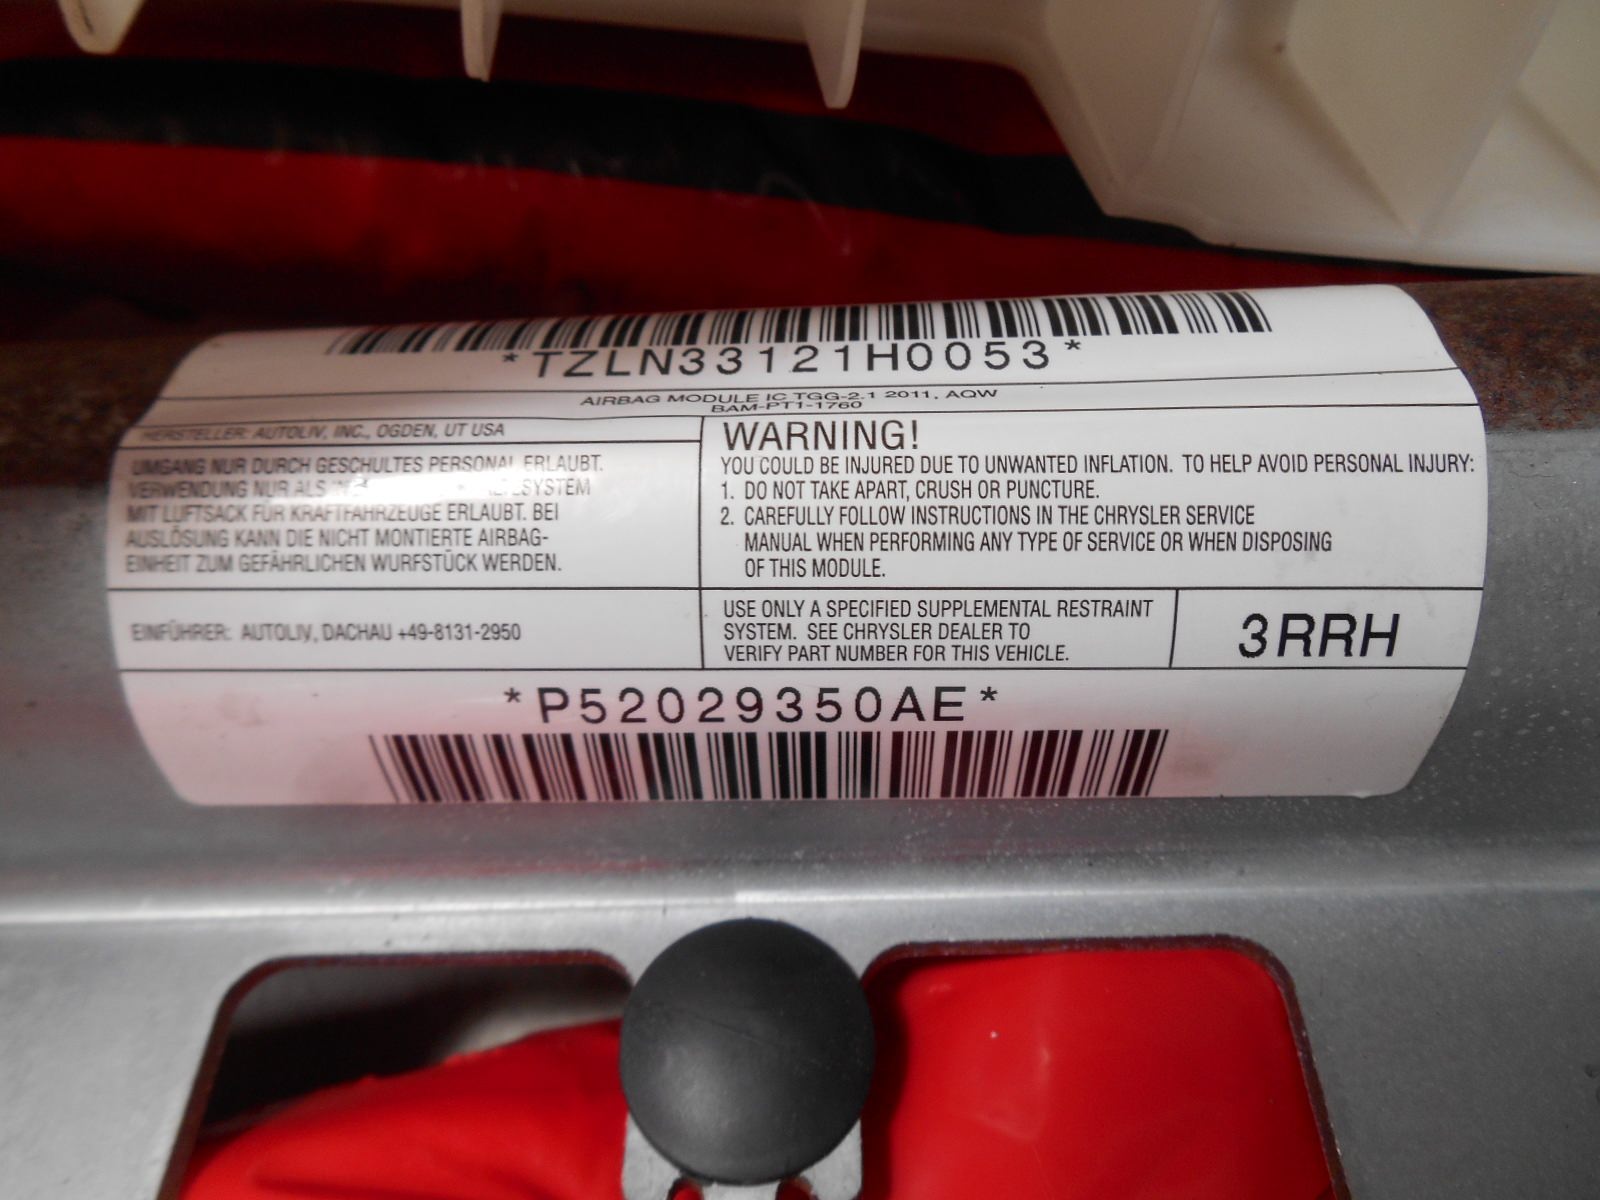 *TZLN33121H0053*
AIRBAG MODULE IC TGG-2.1 2011, AQW
BAM-PT1-1760
HERSTELLER: AUTOLIV, INC., OGDEN, UT USA
UMGANG NUR DURCH GESCHULTES PERSONAL ERLAUBT.
VERWENDUNG NUR ALS
MIT LUFTSACK FÜR KRAFTFAHRZEUGE ERLAUBT. BEI
AUSLÖSUNG KANN DIE NICHT MONTIERTE AIRBAG-
EINHEIT ZUM GEFÄHRLICHEN WURFSTÜCK WERDEN.
WARNING!
YOU COULD BE INJURED DUE TO UNWANTED INFLATION. TO HELP AVOID PERSONAL INJURY:
1. DO NOT TAKE APART, CRUSH OR PUNCTURE.
2. CAREFULLY FOLLOW INSTRUCTIONS IN THE CHRYSLER SERVICE
MANUAL WHEN PERFORMING ANY TYPE OF SERVICE OR WHEN DISPOSING
OF THIS MODULE.
EINFÜHRER: AUTOLIV, DACHAU +49-8131-2950
USE ONLY A SPECIFIED SUPPLEMENTAL RESTRAINT
SYSTEM. SEE CHRYSLER DEALER TO
VERIFY PART NUMBER FOR THIS VEHICLE.
3RRH
*P52029350AE*